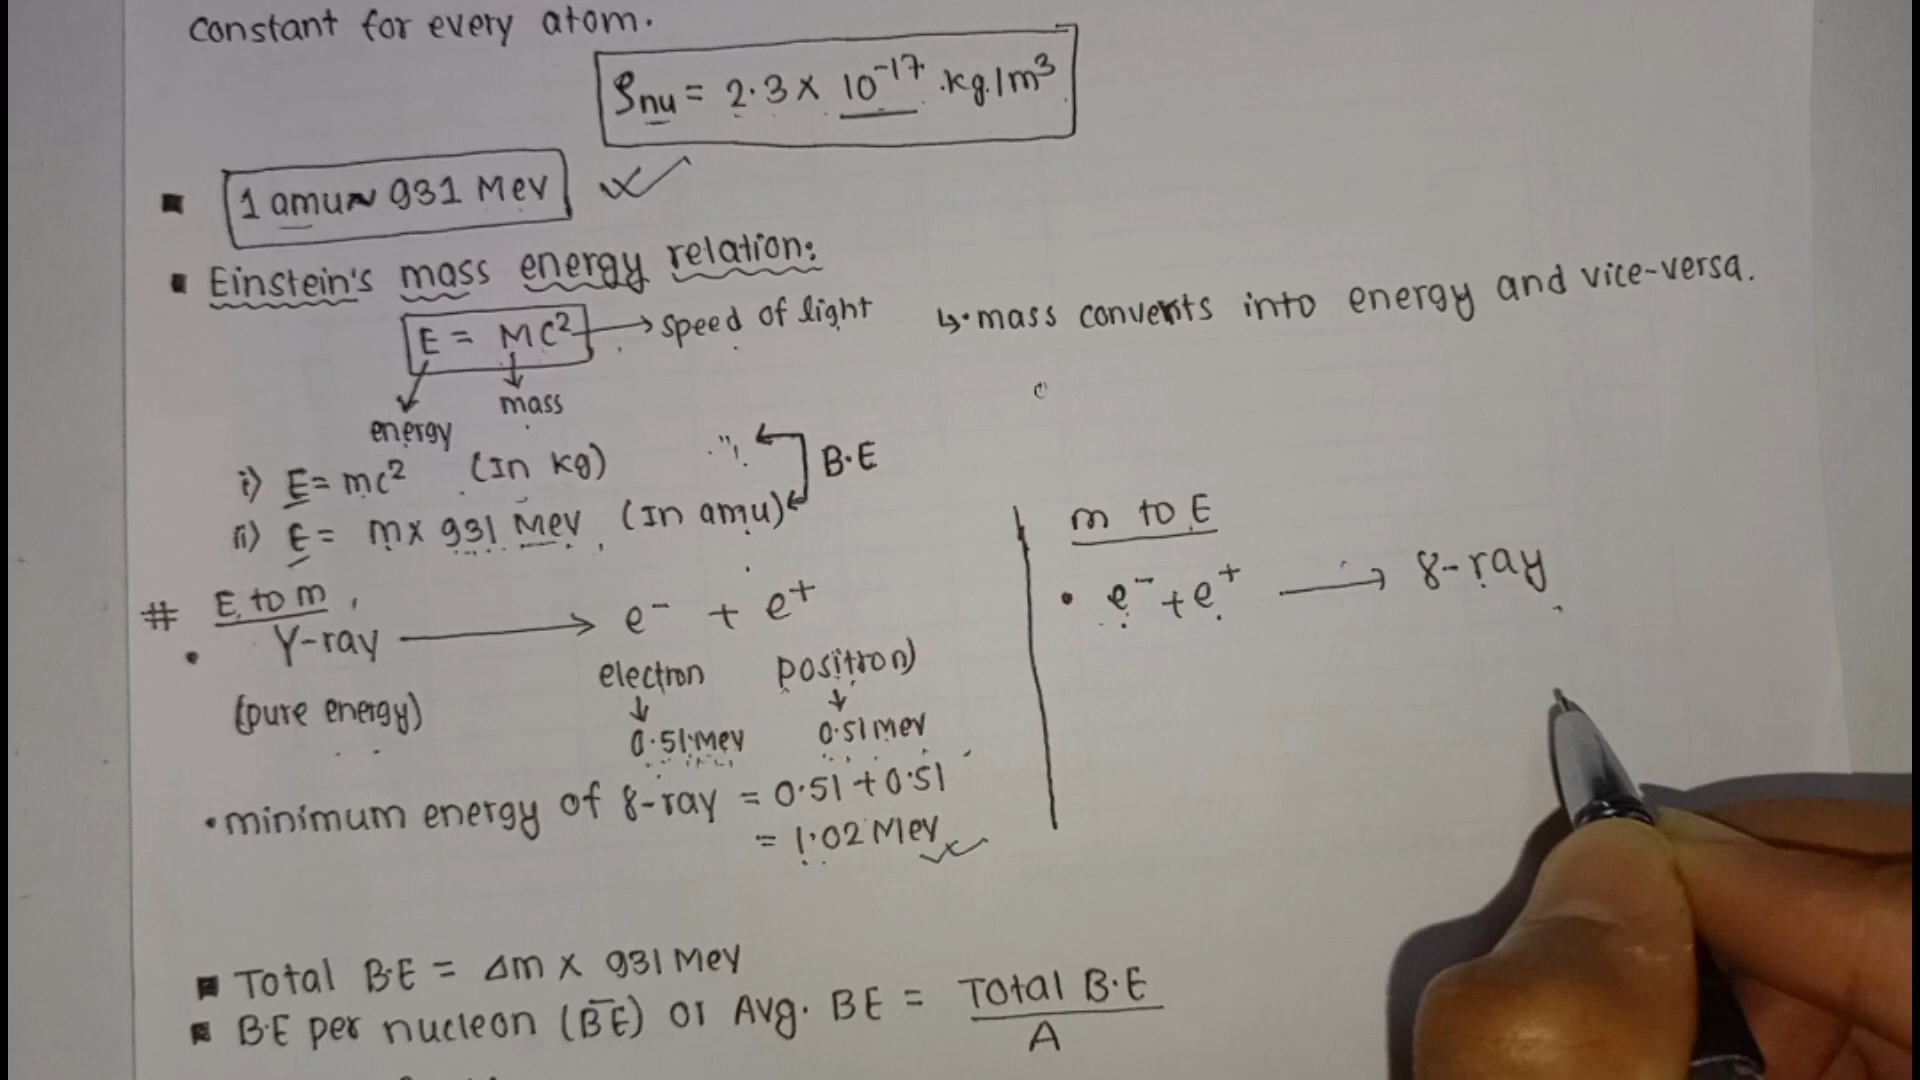 constant for every atom.
ρnu = 2.3 x 10⁻¹⁷ .kg/m³
1 amu ~ 931 Mev
Einstein's mass energy relation:
E = MC² → speed of light
↳• mass converts into energy and vice-versa.
mass
energy
i) E = mc² (In kg)
B.E
ii) E = m x 931 Mev, (In amu)
# E to m,
• γ-ray → e⁻ + e⁺
(pure energy)
electron positron)
↓ ↓
0.51 Mev 0.51 Mev
• minimum energy of γ-ray = 0.51 + 0.51
= 1.02 Mev
m to E
• e⁻ + e⁺ → γ-ray
Total B.E = Δm x 931 Mev
B.E per nucleon (B̅E̅) or Avg. BE = Total B.E / A